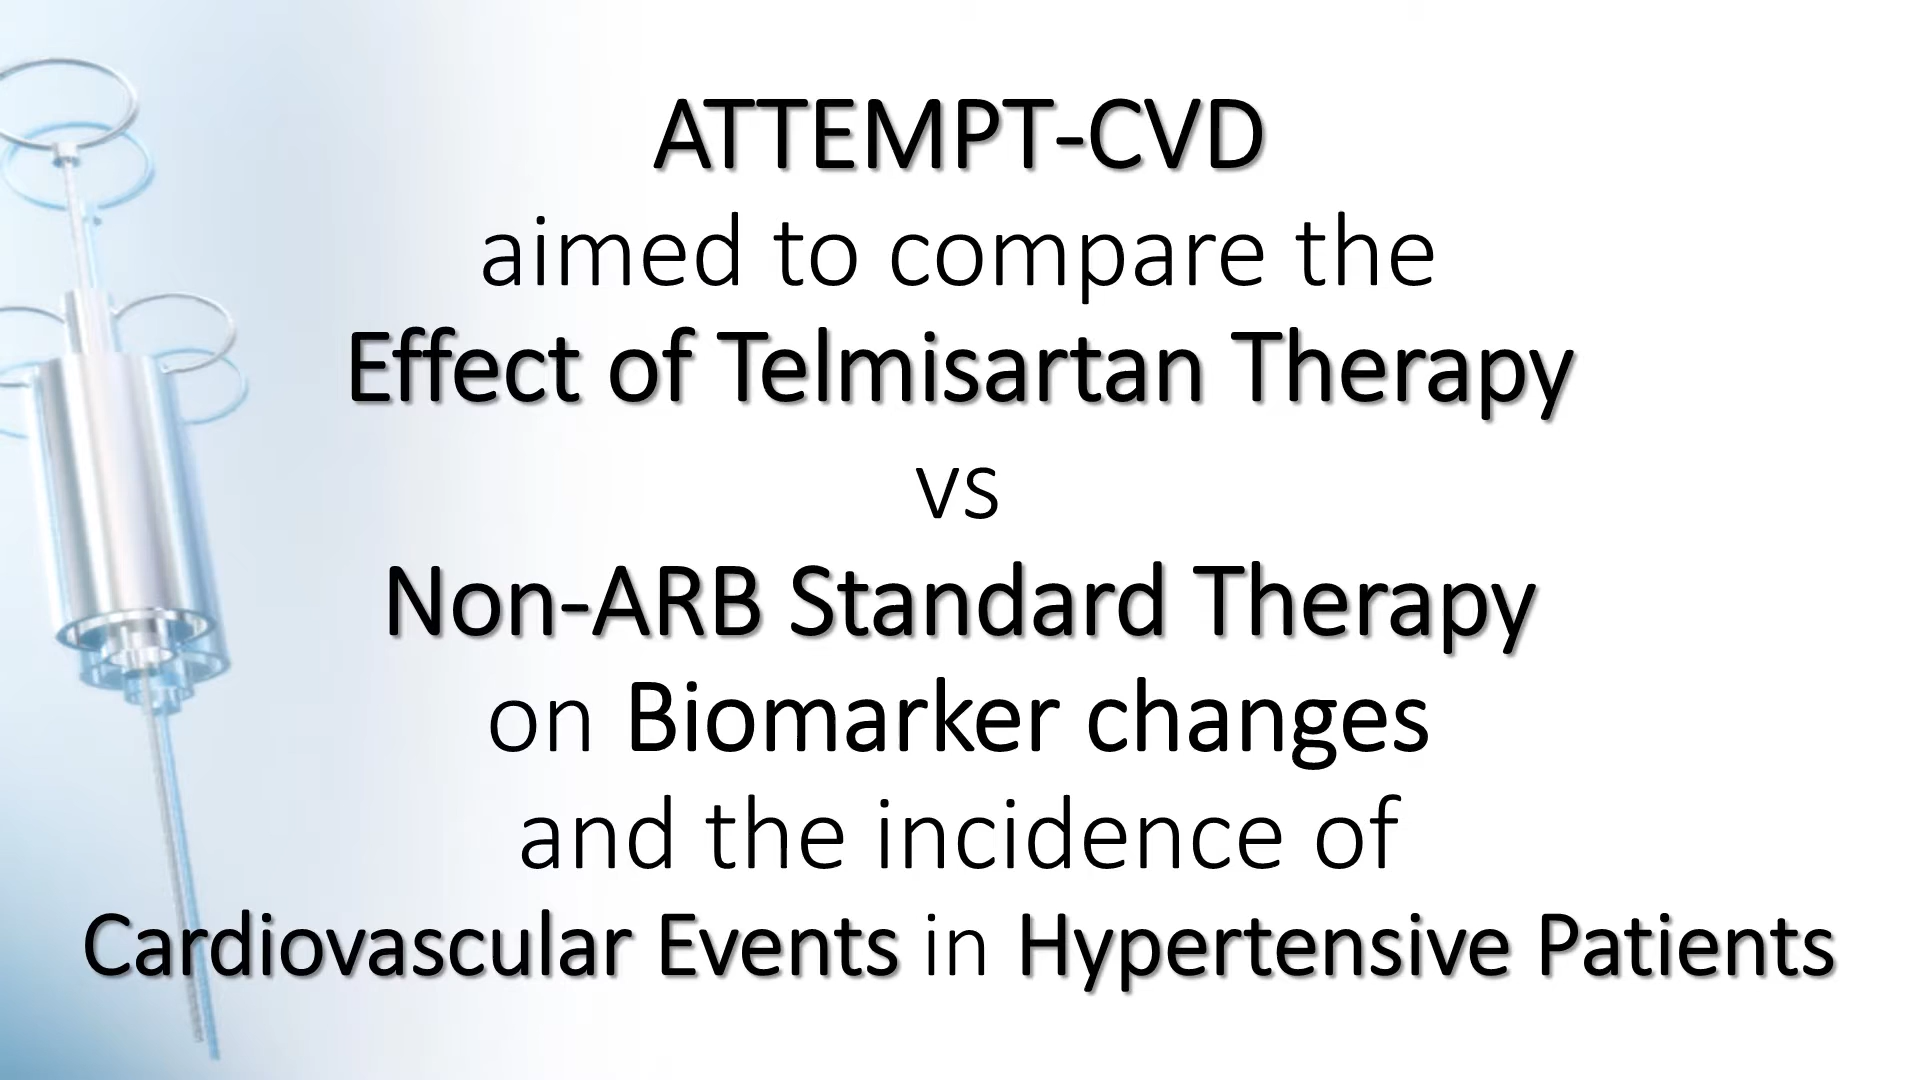 ATTEMPT-CVD
aimed to compare the
Effect of Telmisartan Therapy
vs
Non-ARB Standard Therapy
on Biomarker changes
and the incidence of
Cardiovascular Events in Hypertensive Patients